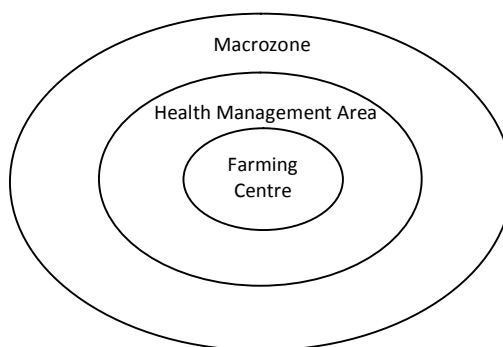 Macrozone
Health Management Area
Farming
Centre